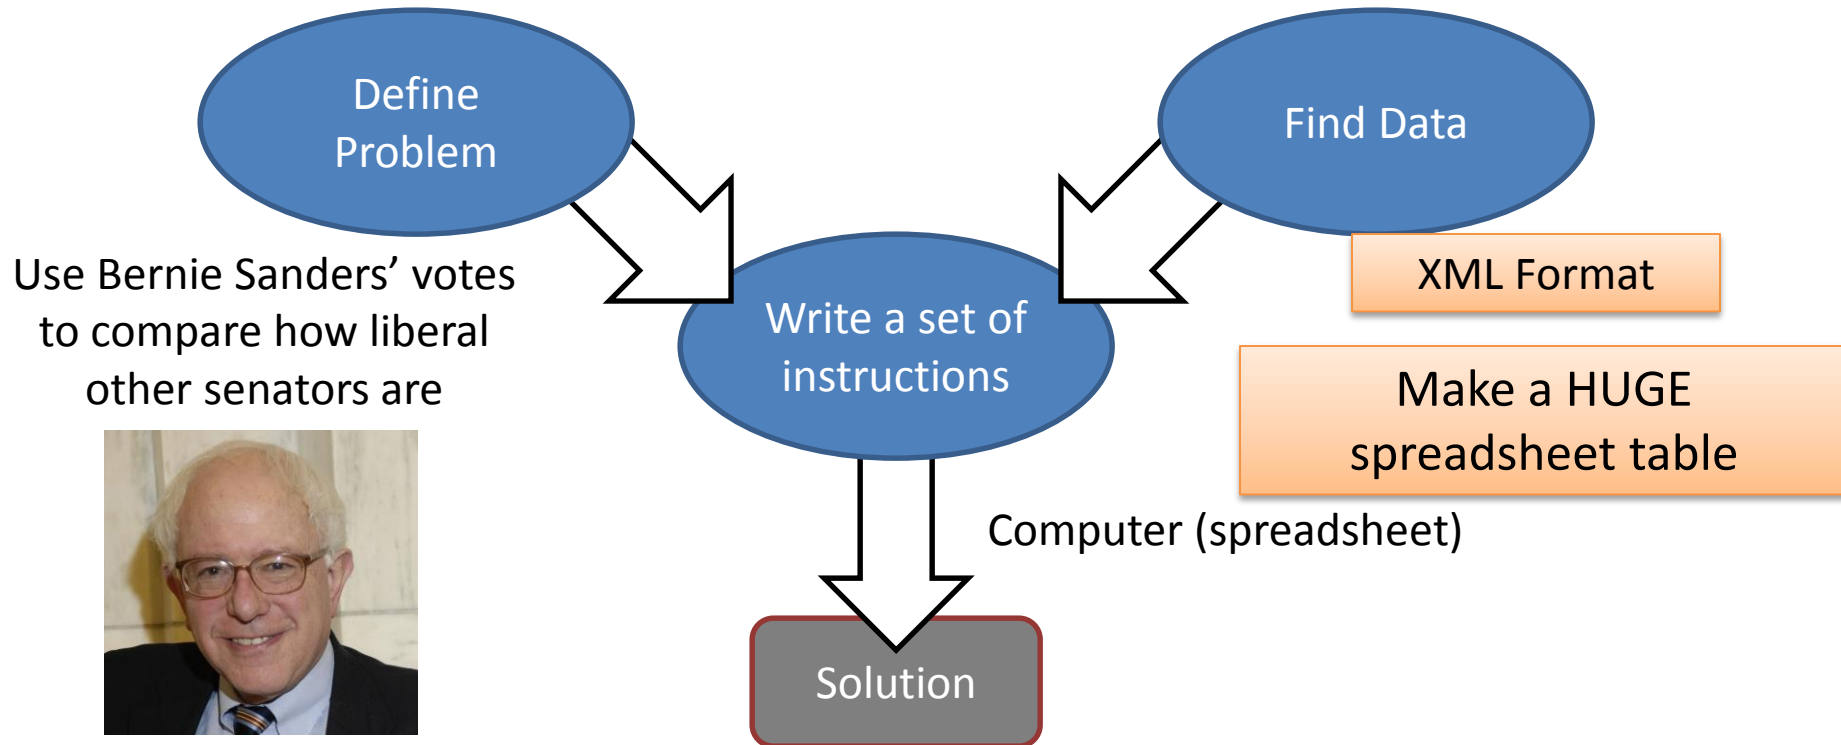 Define
Problem
Find Data
Use Bernie Sanders’ votes
to compare how liberal
other senators are
XML Format
Write a set of
instructions
Make a HUGE
spreadsheet table
Computer (spreadsheet)
Solution